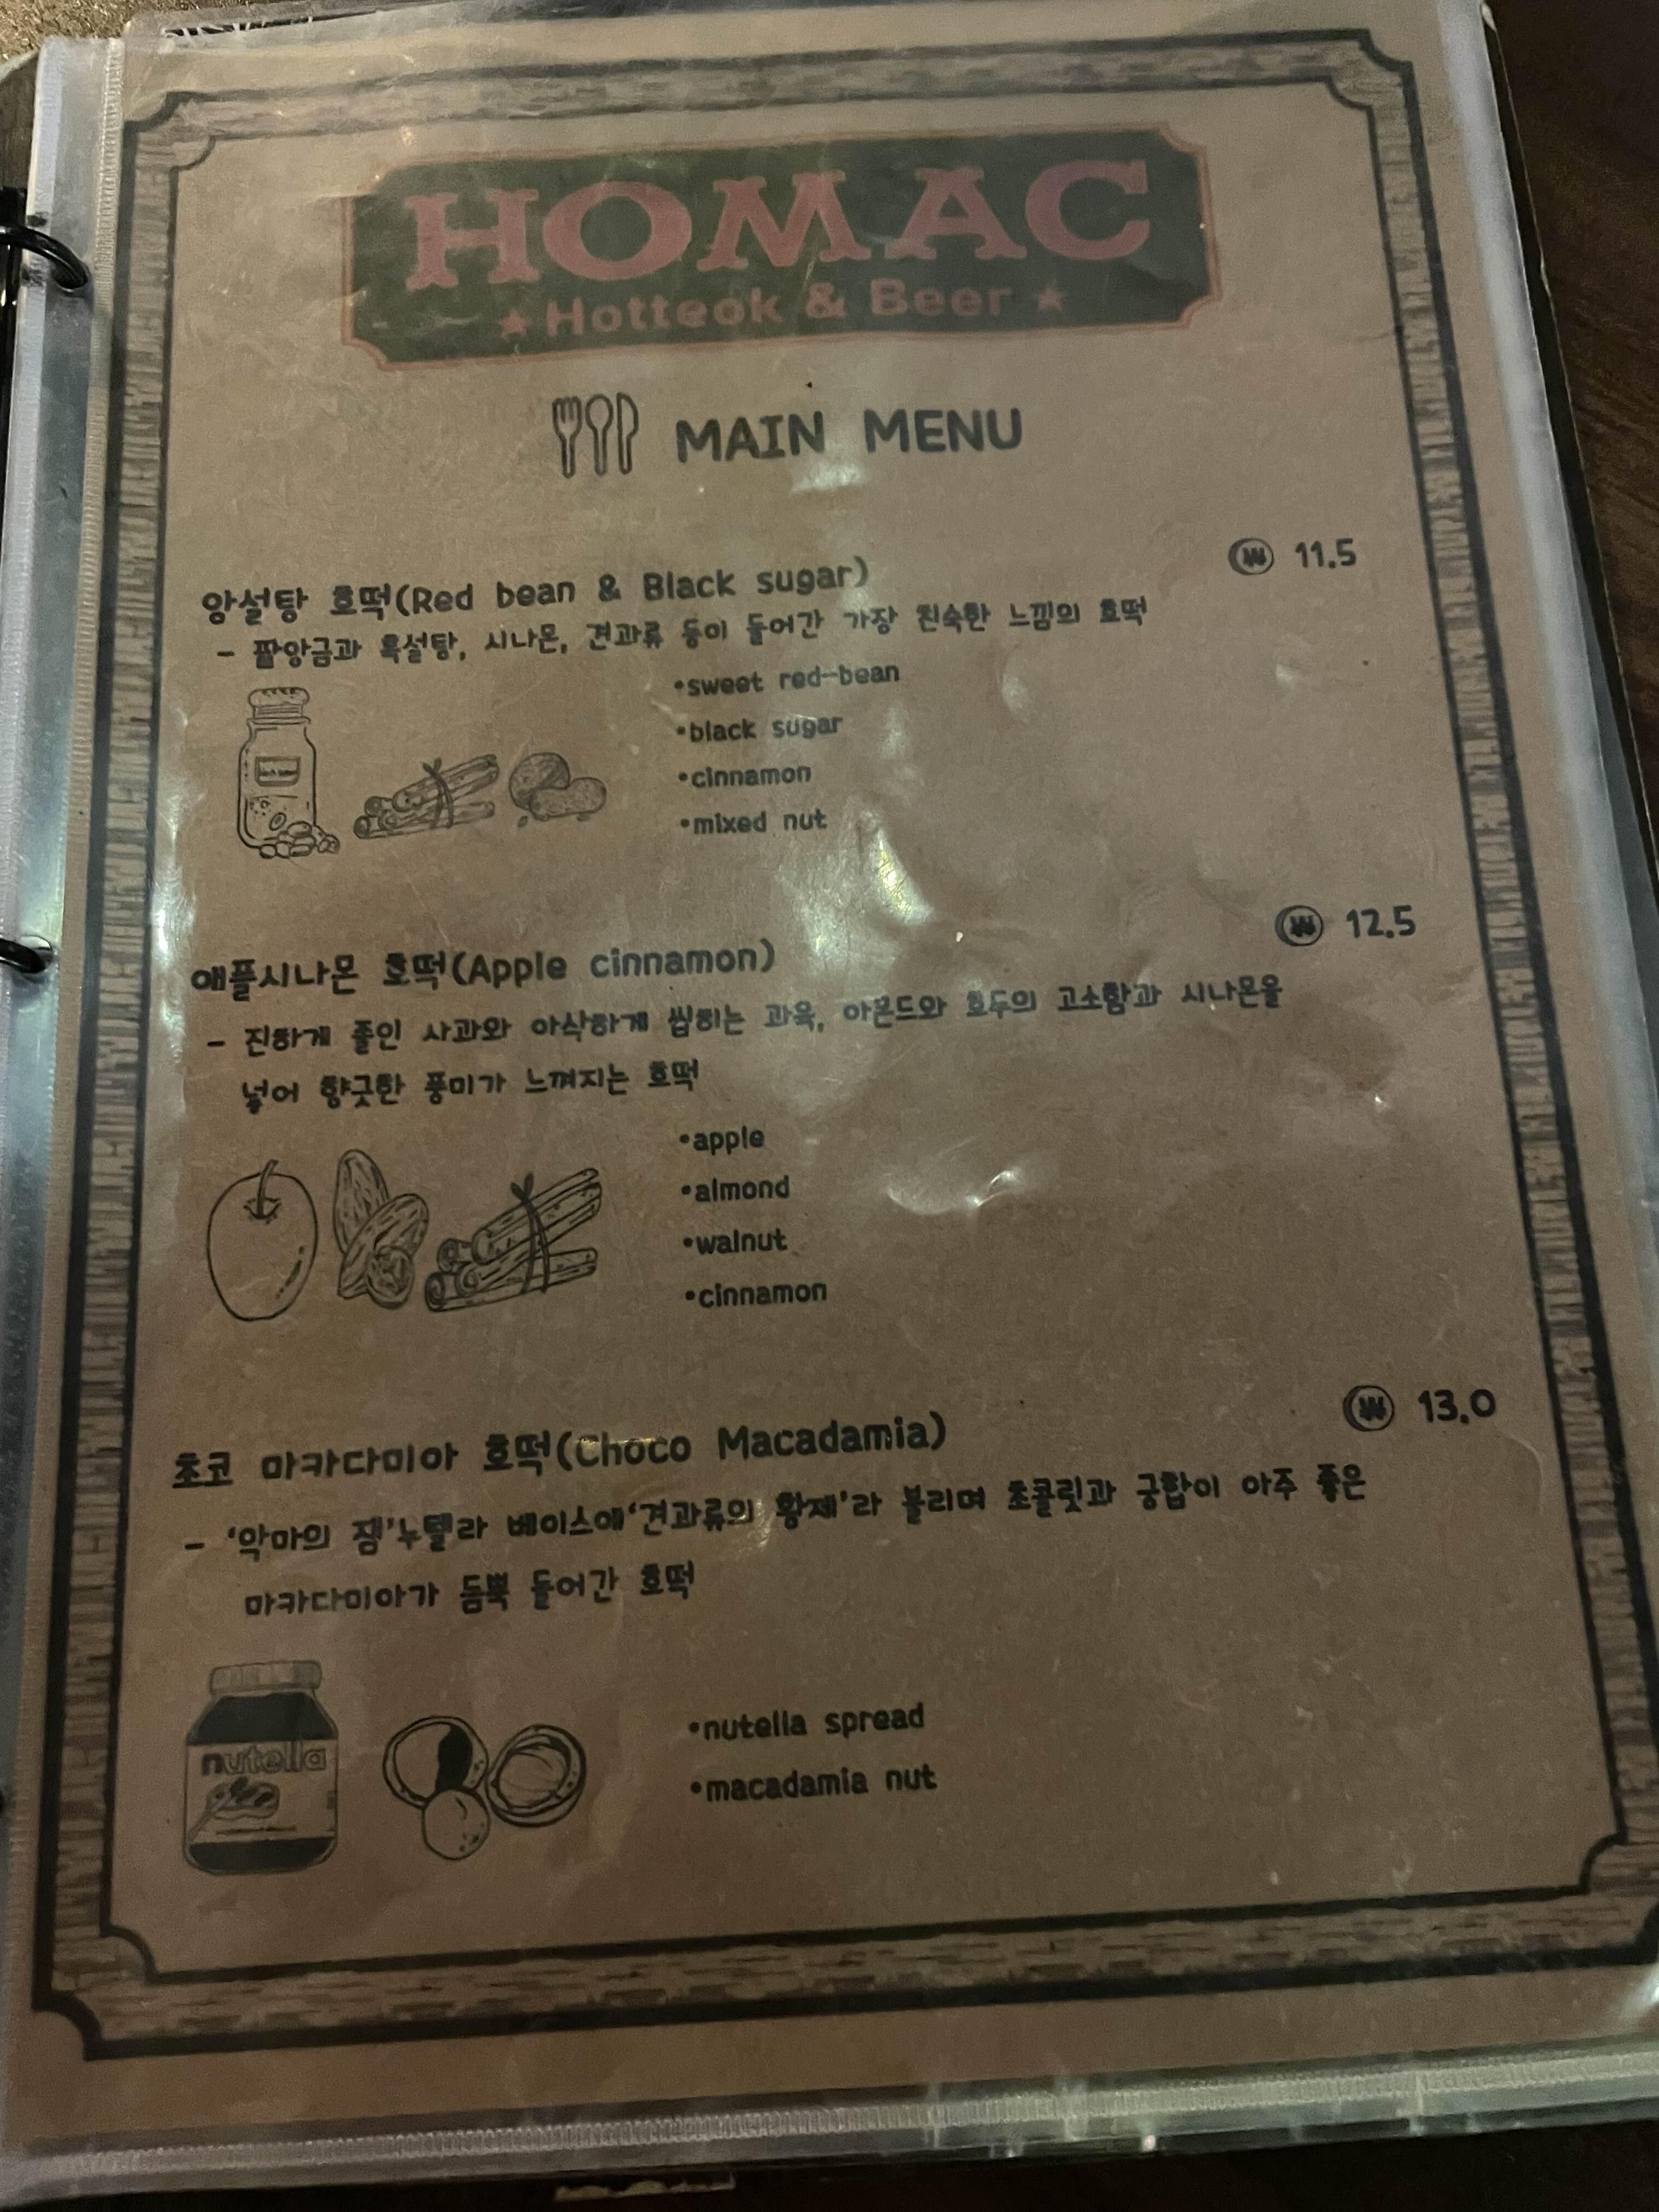 HOMAC
★ Hotteok & Beer ★
MAIN MENU
앙설탕 호떡(Red bean & Black sugar) ₩ 11.5
- 팥앙금과 흑설탕, 시나몬, 견과류 등이 들어간 가장 친숙한 느낌의 호떡
•sweet red-bean
•black sugar
•cinnamon
•mixed nut
애플시나몬 호떡(Apple cinnamon) ₩ 12.5
- 진하게 졸인 사과와 아삭하게 씹히는 과육, 아몬드와 호두의 고소함과 시나몬을
넣어 향긋한 풍미가 느껴지는 호떡
•apple
•almond
•walnut
•cinnamon
초코 마카다미아 호떡(Choco Macadamia) ₩ 13.0
- '악마의 잼'누텔라 베이스에'견과류의 황제'라 불리며 초콜릿과 궁합이 아주 좋은
마카다미아가 듬뿍 들어간 호떡
nutella
•nutella spread
•macadamia nut